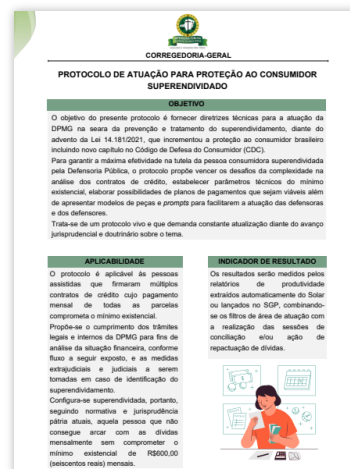 CORREGEDORIA-GERAL
PROTOCOLO DE ATUAÇÃO PARA PROTEÇÃO AO CONSUMIDOR
SUPERENDIVIDADO
OBJETIVO
O objetivo do presente protocolo é fornecer diretrizes técnicas para a atuação da
DPMG na seara da prevenção e tratamento do superendividamento, diante do
advento da Lei 14.181/2021, que incrementou a proteção ao consumidor brasileiro
incluindo novo capítulo no Código de Defesa do Consumidor (CDC).
Para garantir a máxima efetividade na tutela da pessoa consumidora superendividada
pela Defensoria Pública, o protocolo propõe vencer os desafios da complexidade na
análise dos contratos de crédito, estabelecer parâmetros técnicos do mínimo
existencial, elaborar possibilidades de planos de pagamentos que sejam viáveis além
de apresentar modelos de peças e prompts para facilitarem a atuação das defensoras
e dos defensores.
Trata-se de um protocolo vivo e que demanda constante atualização diante do avanço
jurisprudencial e doutrinário sobre o tema.
APLICABILIDADE
O protocolo é aplicável às pessoas
assistidas que firmaram múltiplos
contratos de crédito cujo pagamento
mensal de todas as parcelas
comprometa o mínimo existencial.
Propõe-se o cumprimento dos trâmites
legais e internos da DPMG para fins de
análise da situação financeira, conforme
fluxo a seguir exposto, e as medidas
extrajudiciais e judiciais a serem
tomadas em caso de identificação do
superendividamento.
Configura-se superendividada, portanto,
seguindo normativa e jurisprudência
pátria atuais, aquela pessoa que não
consegue arcar com as dívidas
mensalmente sem comprometer o
mínimo existencial de R$600,00
(seiscentos reais) mensais.
INDICADOR DE RESULTADO
Os resultados serão medidos pelos
relatórios de produtividade
extraídos automaticamente do Solar
ou lançados no SGP, combinando-
se os filtros de área de atuação com
a realização das sessões de
conciliação e/ou ação de
repactuação de dívidas.